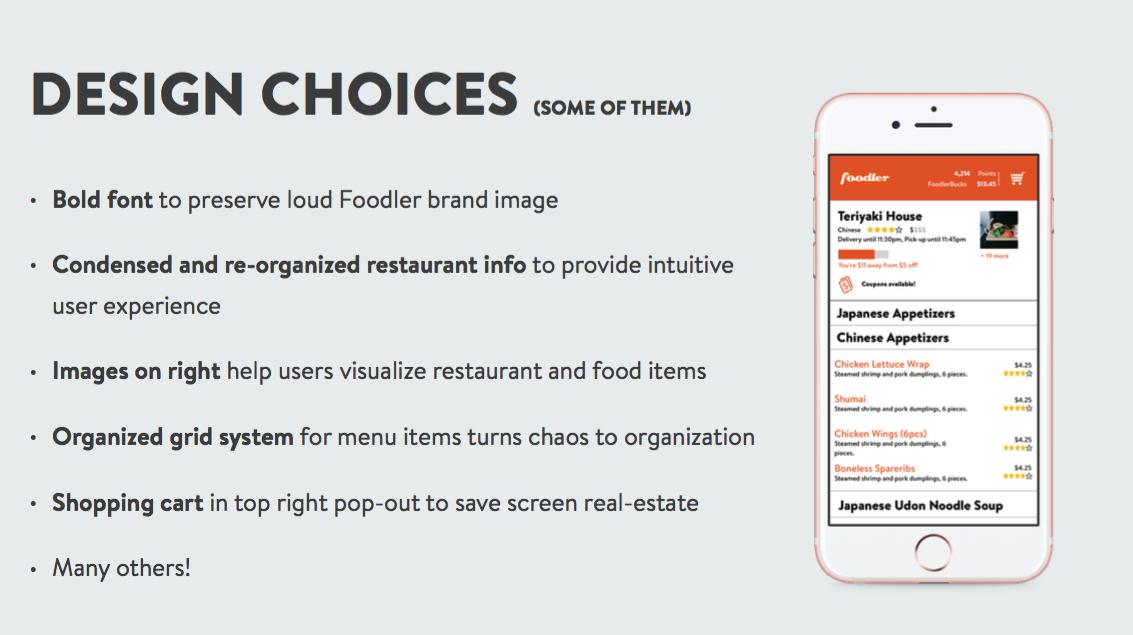 DESIGN CHOICES (SOME OF THEM)
• Bold font to preserve loud Foodler brand image
• Condensed and re-organized restaurant info to provide intuitive
user experience
• Images on right help users visualize restaurant and food items
• Organized grid system for menu items turns chaos to organization
• Shopping cart in top right pop-out to save screen real-estate
• Many others!
foodler
4,214 Points
FoodlerBucks $13.45
Teriyaki House
Chinese $$$$
Delivery until 11:30pm, Pick-up until 11:45pm
+ 19 more
You're $11 away from $5 off!
Coupons available!
Japanese Appetizers
Chinese Appetizers
Chicken Lettuce Wrap $4.25
Steamed shrimp and pork dumplings, 6 pieces.
Shumai $4.25
Steamed shrimp and pork dumplings, 6 pieces.
Chicken Wings (6pcs) $4.25
Steamed shrimp and pork dumplings, 6
pieces.
Boneless Spareribs $4.25
Steamed shrimp and pork dumplings, 6 pieces.
Japanese Udon Noodle Soup